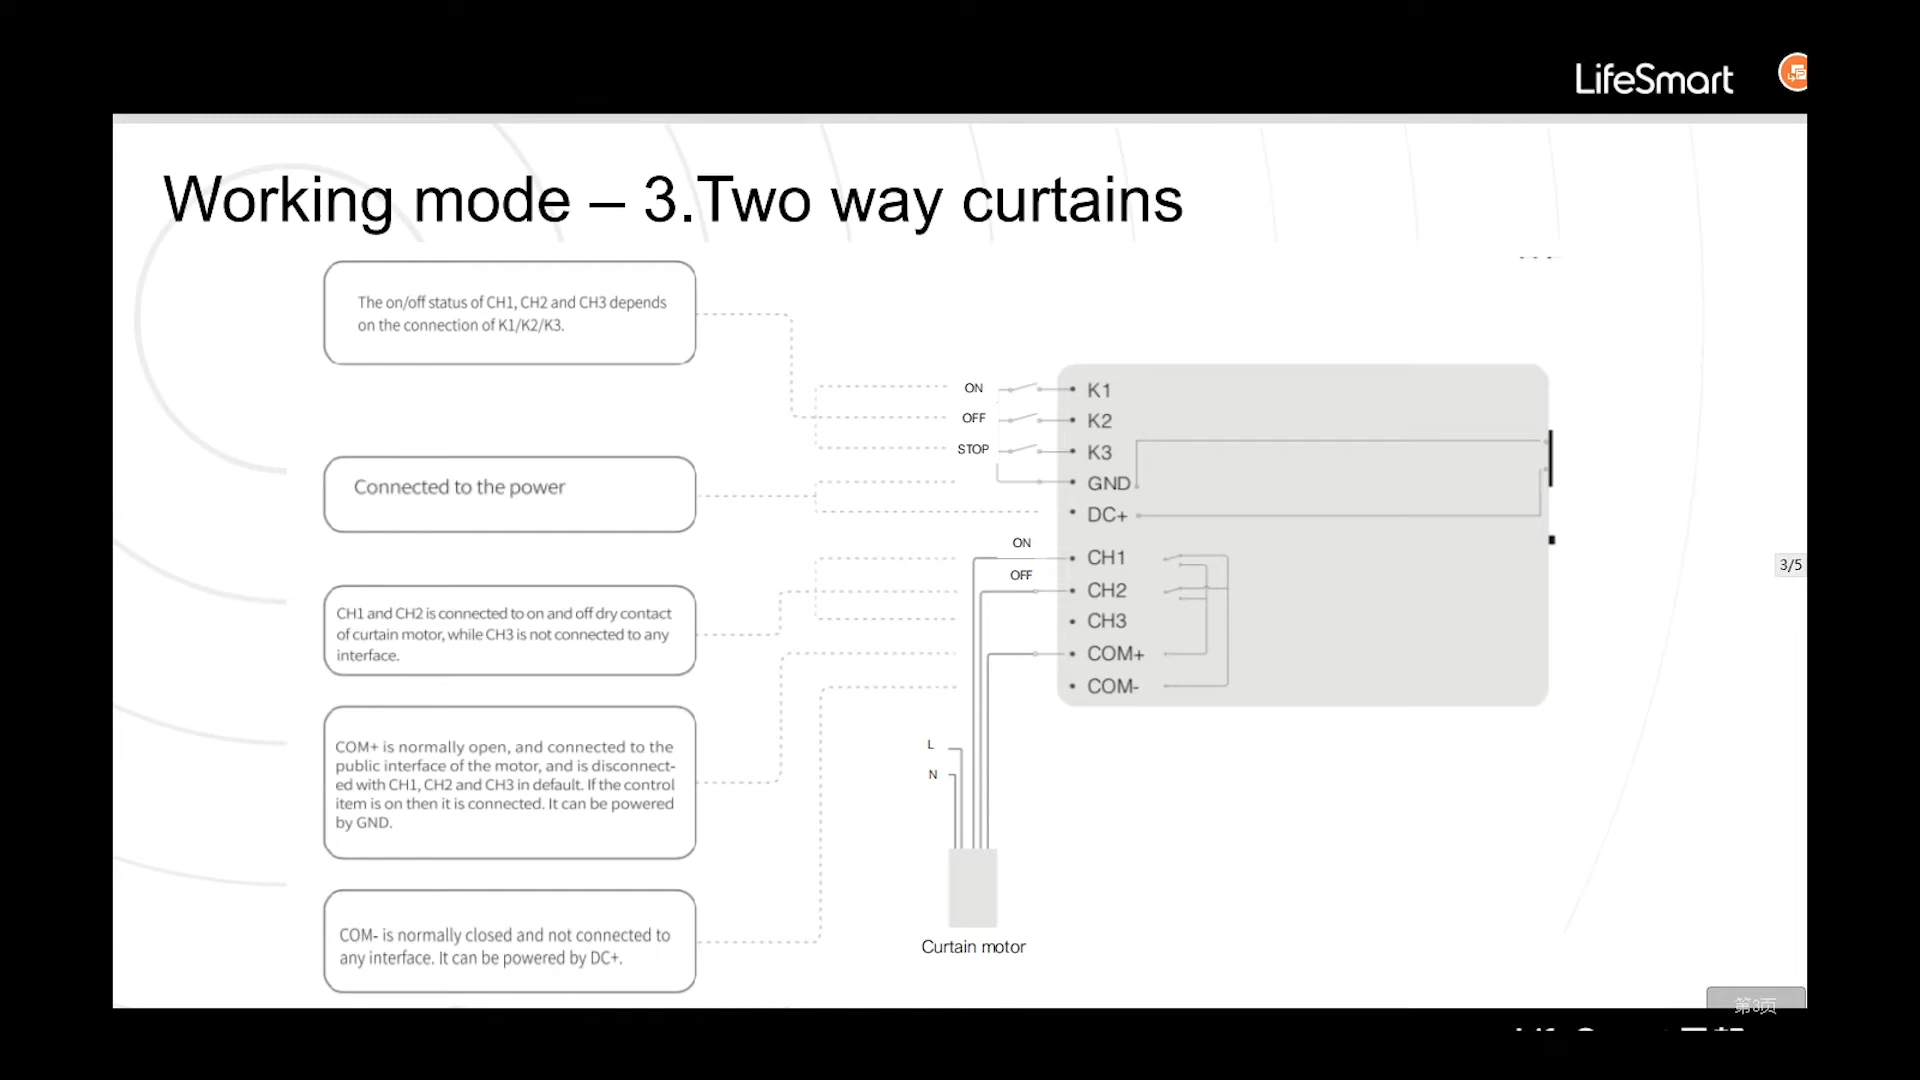 LifeSmart
Working mode – 3.Two way curtains
The on/off status of CH1, CH2 and CH3 depends
on the connection of K1/K2/K3.
Connected to the power
CH1 and CH2 is connected to on and off dry contact
of curtain motor, while CH3 is not connected to any
interface.
COM+ is normally open, and connected to the
public interface of the motor, and is disconnect-
ed with CH1, CH2 and CH3 in default. If the control
item is on then it is connected. It can be powered
by GND.
COM- is normally closed and not connected to
any interface. It can be powered by DC+.
ON
OFF
STOP
K1
K2
K3
GND
DC+
ON
OFF
CH1
CH2
CH3
COM+
COM-
L
N
Curtain motor
3/5
第3页